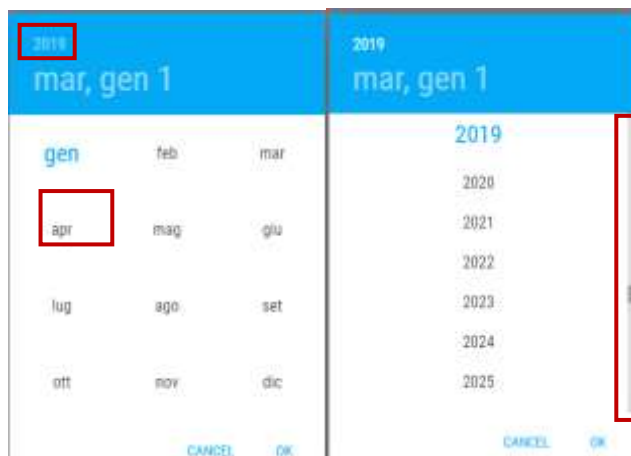 2019
mar, gen 1
gen feb mar
apr mag giu
lug ago set
ott nov dic
CANCEL OK
2019
mar, gen 1
2019
2020
2021
2022
2023
2024
2025
CANCEL OK